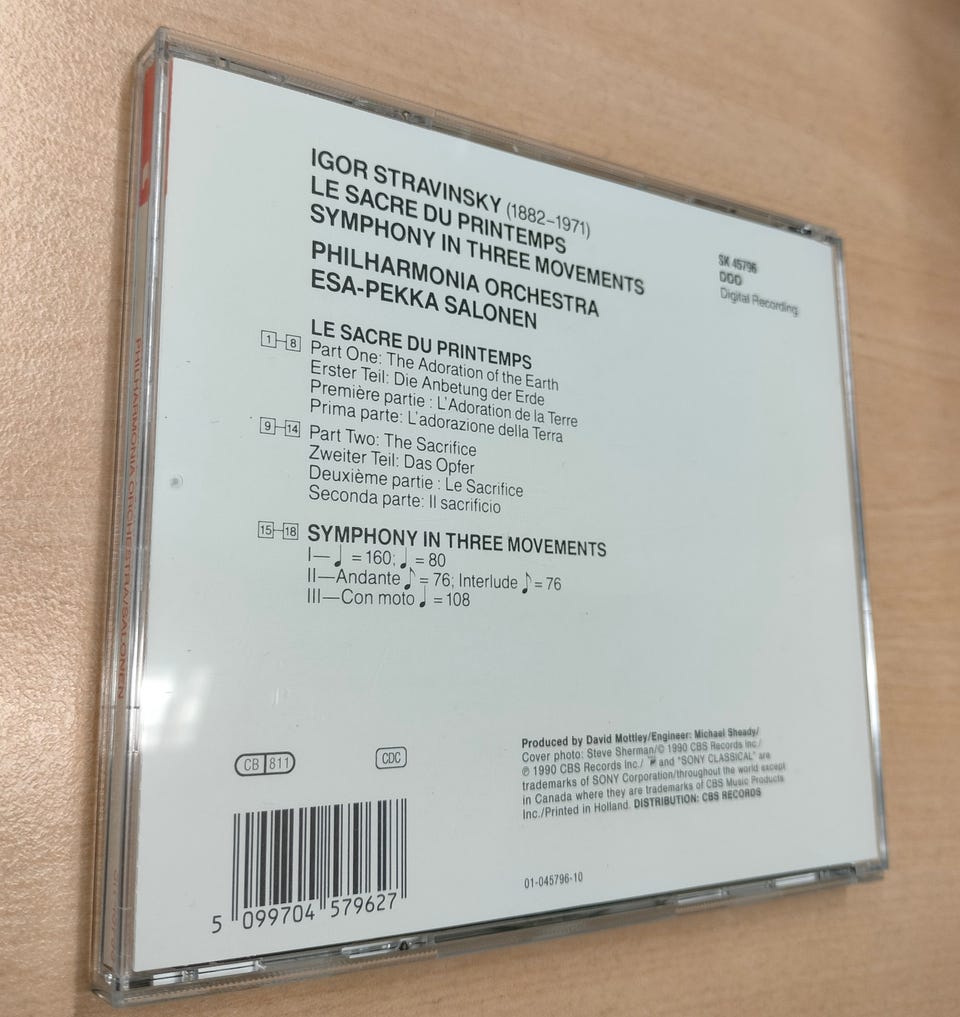 IGOR STRAVINSKY (1882–1971)
LE SACRE DU PRINTEMPS
SYMPHONY IN THREE MOVEMENTS
PHILHARMONIA ORCHESTRA
ESA-PEKKA SALONEN
SK 45796
DDD
Digital Recording
1–8 LE SACRE DU PRINTEMPS
Part One: The Adoration of the Earth
Erster Teil: Die Anbetung der Erde
Première partie : L'Adoration de la Terre
Prima parte: L'adorazione della Terra
9–14 Part Two: The Sacrifice
Zweiter Teil: Das Opfer
Deuxième partie : Le Sacrifice
Seconda parte: Il sacrificio
15–18 SYMPHONY IN THREE MOVEMENTS
I—♩ = 160; ♩ = 80
II—Andante ♪ = 76; Interlude ♪ = 76
III—Con moto ♩ = 108
CB 811
CDC
Produced by David Mottley/Engineer: Michael Sheady/
Cover photo: Steve Sherman/© 1990 CBS Records Inc./
℗ 1990 CBS Records Inc./ and "SONY CLASSICAL" are
trademarks of SONY Corporation/throughout the world except
in Canada where they are trademarks of CBS Music Products
Inc./Printed in Holland. DISTRIBUTION: CBS RECORDS
01-045796-10
5 099704 579627
PHILHARMONIA ORCHESTRA/SALONEN